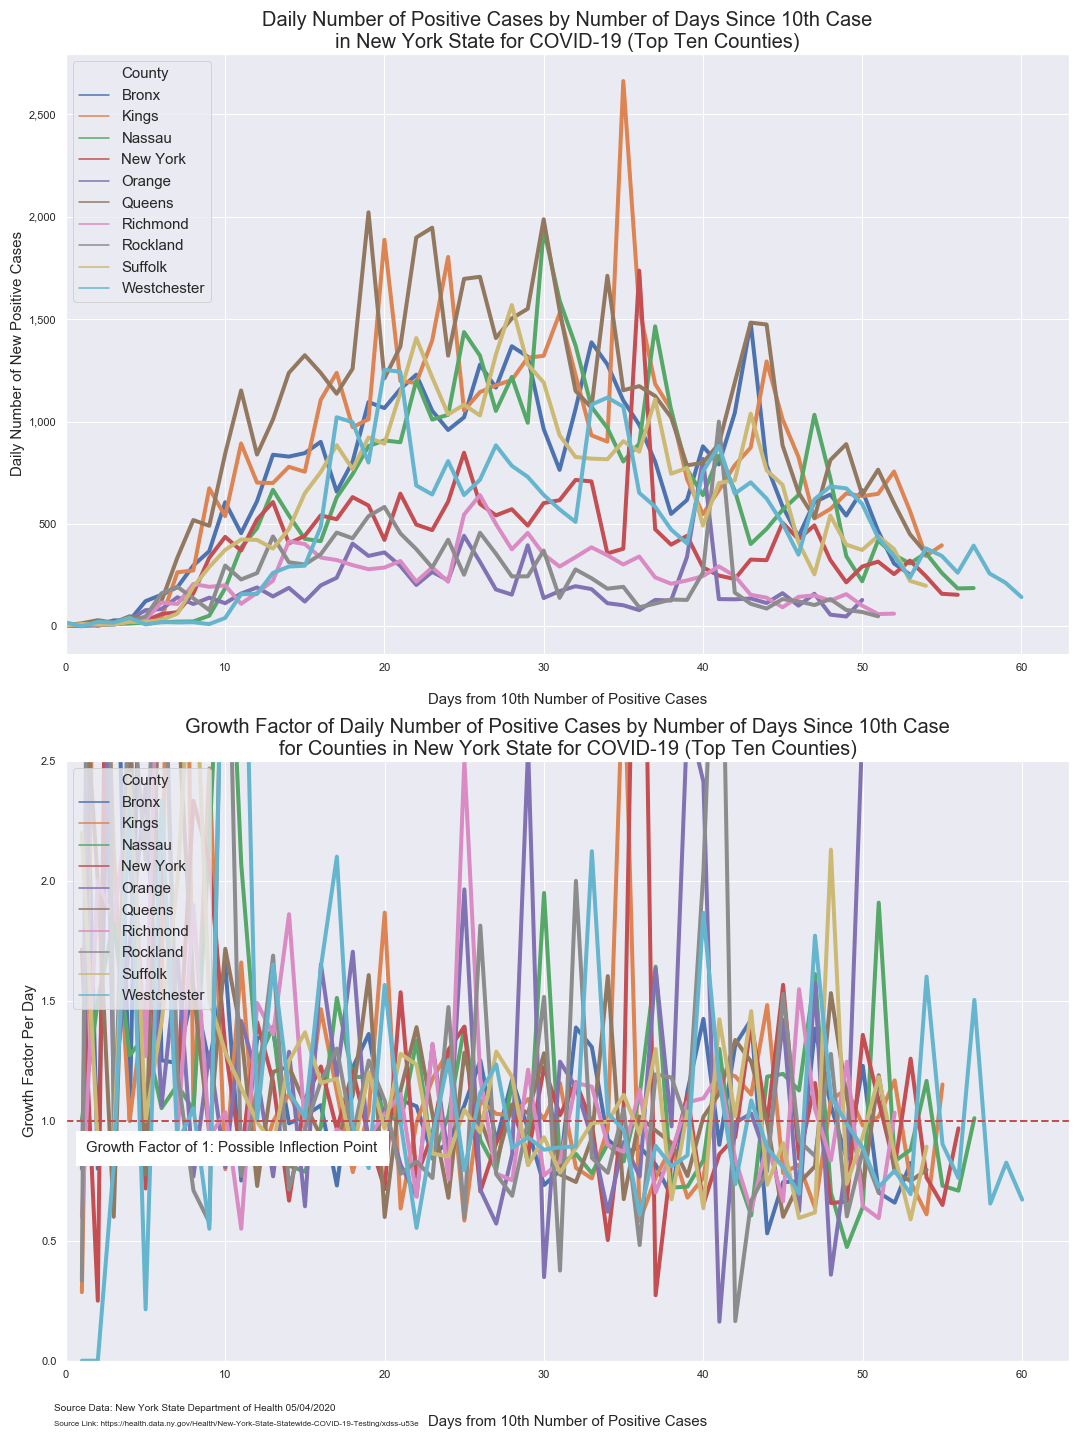 Daily Number of Positive Cases by Number of Days Since 10th Case
in New York State for COVID-19 (Top Ten Counties)
County
Bronx
Kings
Nassau
New York
Orange
Queens
Richmond
Rockland
Suffolk
Westchester
Daily Number of New Positive Cases
2,500
2,000
1,500
1,000
500
0
0 10 20 30 40 50 60
Days from 10th Number of Positive Cases
Growth Factor of Daily Number of Positive Cases by Number of Days Since 10th Case
for Counties in New York State for COVID-19 (Top Ten Counties)
County
Bronx
Kings
Nassau
New York
Orange
Queens
Richmond
Rockland
Suffolk
Westchester
Growth Factor Per Day
2.5
2.0
1.5
1.0
0.5
0.0
Growth Factor of 1: Possible Inflection Point
0 10 20 30 40 50 60
Days from 10th Number of Positive Cases
Source Data: New York State Department of Health 05/04/2020
Source Link: https://health.data.ny.gov/Health/New-York-State-Statewide-COVID-19-Testing/xdss-u53e